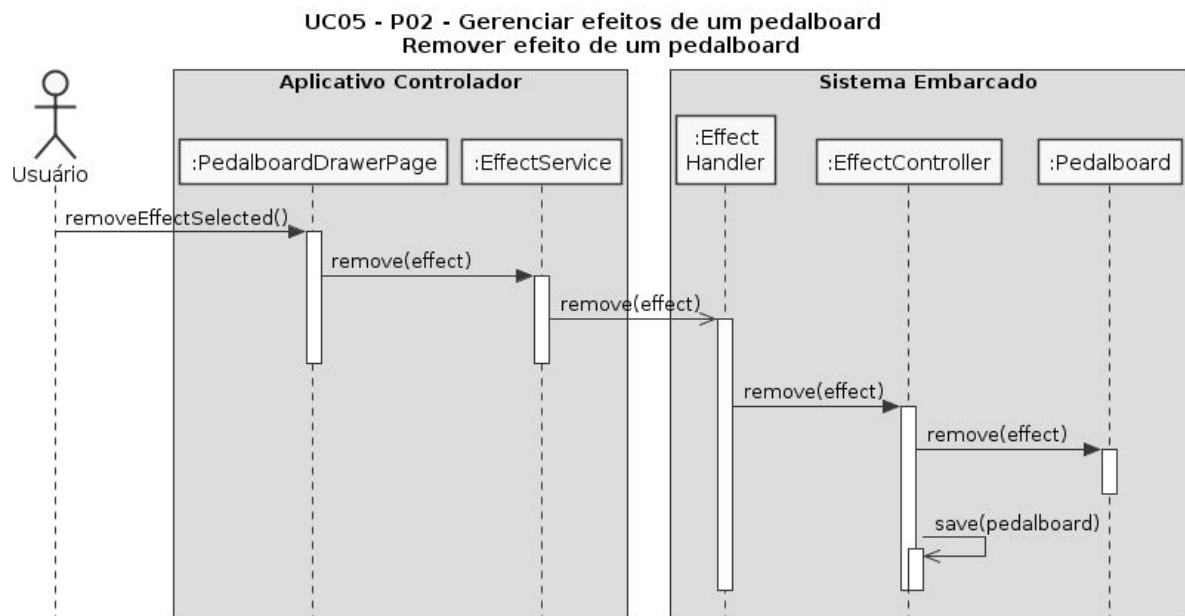 UC05 - P02 - Gerenciar efeitos de um pedalboard
Remover efeito de um pedalboard
Aplicativo Controlador
Sistema Embarcado
Usuário
:PedalboardDrawerPage
:EffectService
:Effect
Handler
:EffectController
:Pedalboard
removeEffectSelected()
remove(effect)
remove(effect)
remove(effect)
remove(effect)
save(pedalboard)